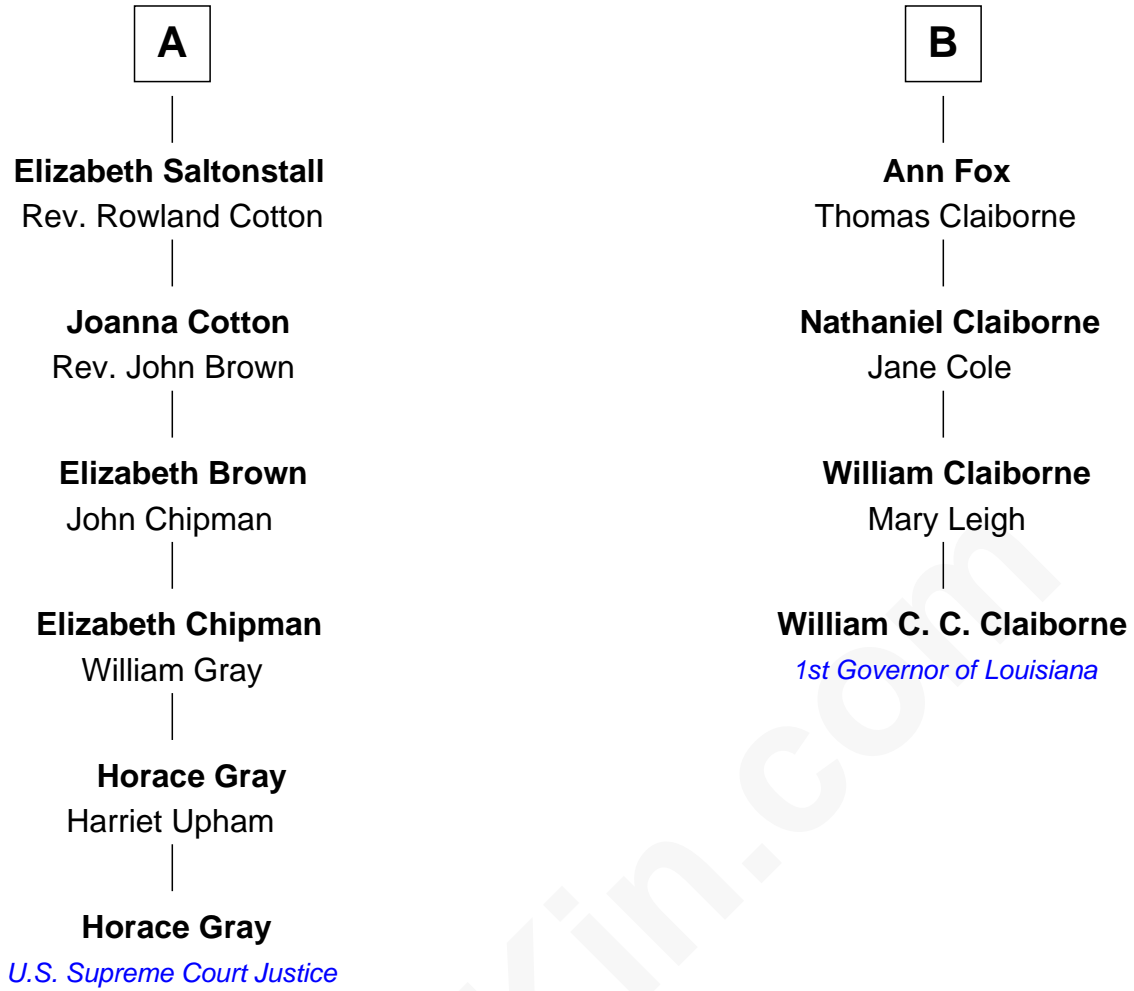 A
Elizabeth Saltonstall
Rev. Rowland Cotton
Joanna Cotton
Rev. John Brown
Elizabeth Brown
John Chipman
Elizabeth Chipman
William Gray
Horace Gray
Harriet Upham
Horace Gray
U.S. Supreme Court Justice
B
Ann Fox
Thomas Claiborne
Nathaniel Claiborne
Jane Cole
William Claiborne
Mary Leigh
William C. C. Claiborne
1st Governor of Louisiana
Kin.com